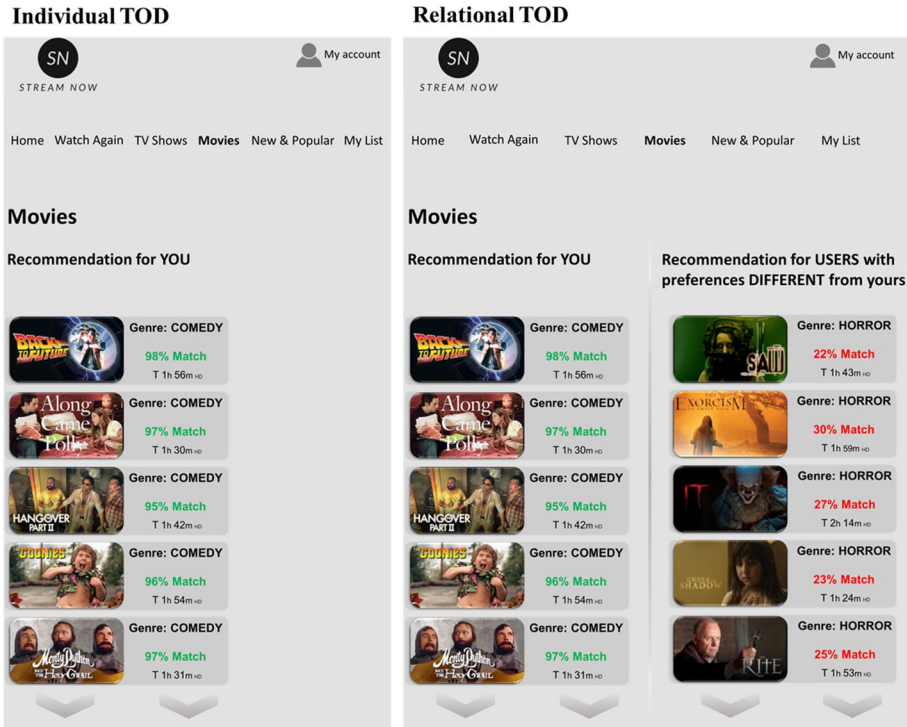 Individual TOD
SN
STREAM NOW
My account
Home Watch Again TV Shows Movies New & Popular My List
Movies
Recommendation for YOU
BACK TO THE FUTURE
Genre: COMEDY
98% Match
T 1h 56m HD
Along
Came
Polly
Genre: COMEDY
97% Match
T 1h 30m HD
HANGOVER
PART II
Genre: COMEDY
95% Match
T 1h 42m HD
THE GOONIES
Genre: COMEDY
96% Match
T 1h 54m HD
Monty Python
AND THE HOLY GRAIL
Genre: COMEDY
97% Match
T 1h 31m HD
Relational TOD
SN
STREAM NOW
My account
Home Watch Again TV Shows Movies New & Popular My List
Movies
Recommendation for YOU
BACK TO THE FUTURE
Genre: COMEDY
98% Match
T 1h 56m HD
Along
Came
Polly
Genre: COMEDY
97% Match
T 1h 30m HD
HANGOVER
PART II
Genre: COMEDY
95% Match
T 1h 42m HD
THE GOONIES
Genre: COMEDY
96% Match
T 1h 54m HD
Monty Python
AND THE HOLY GRAIL
Genre: COMEDY
97% Match
T 1h 31m HD
Recommendation for USERS with
preferences DIFFERENT from yours
SAW
Genre: HORROR
22% Match
T 1h 43m HD
THE
EXORCISM
OF EMILY ROSE
Genre: HORROR
30% Match
T 1h 59m HD
IT
Genre: HORROR
27% Match
T 2h 14m HD
UNDER THE
SHADOW
Genre: HORROR
23% Match
T 1h 24m HD
THE
RITE
Genre: HORROR
25% Match
T 1h 53m HD